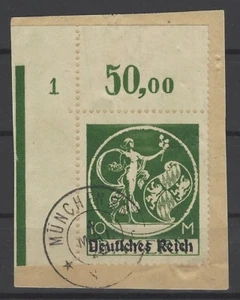 1 50,00
10 M
Deutsches Reich
MÜNCH